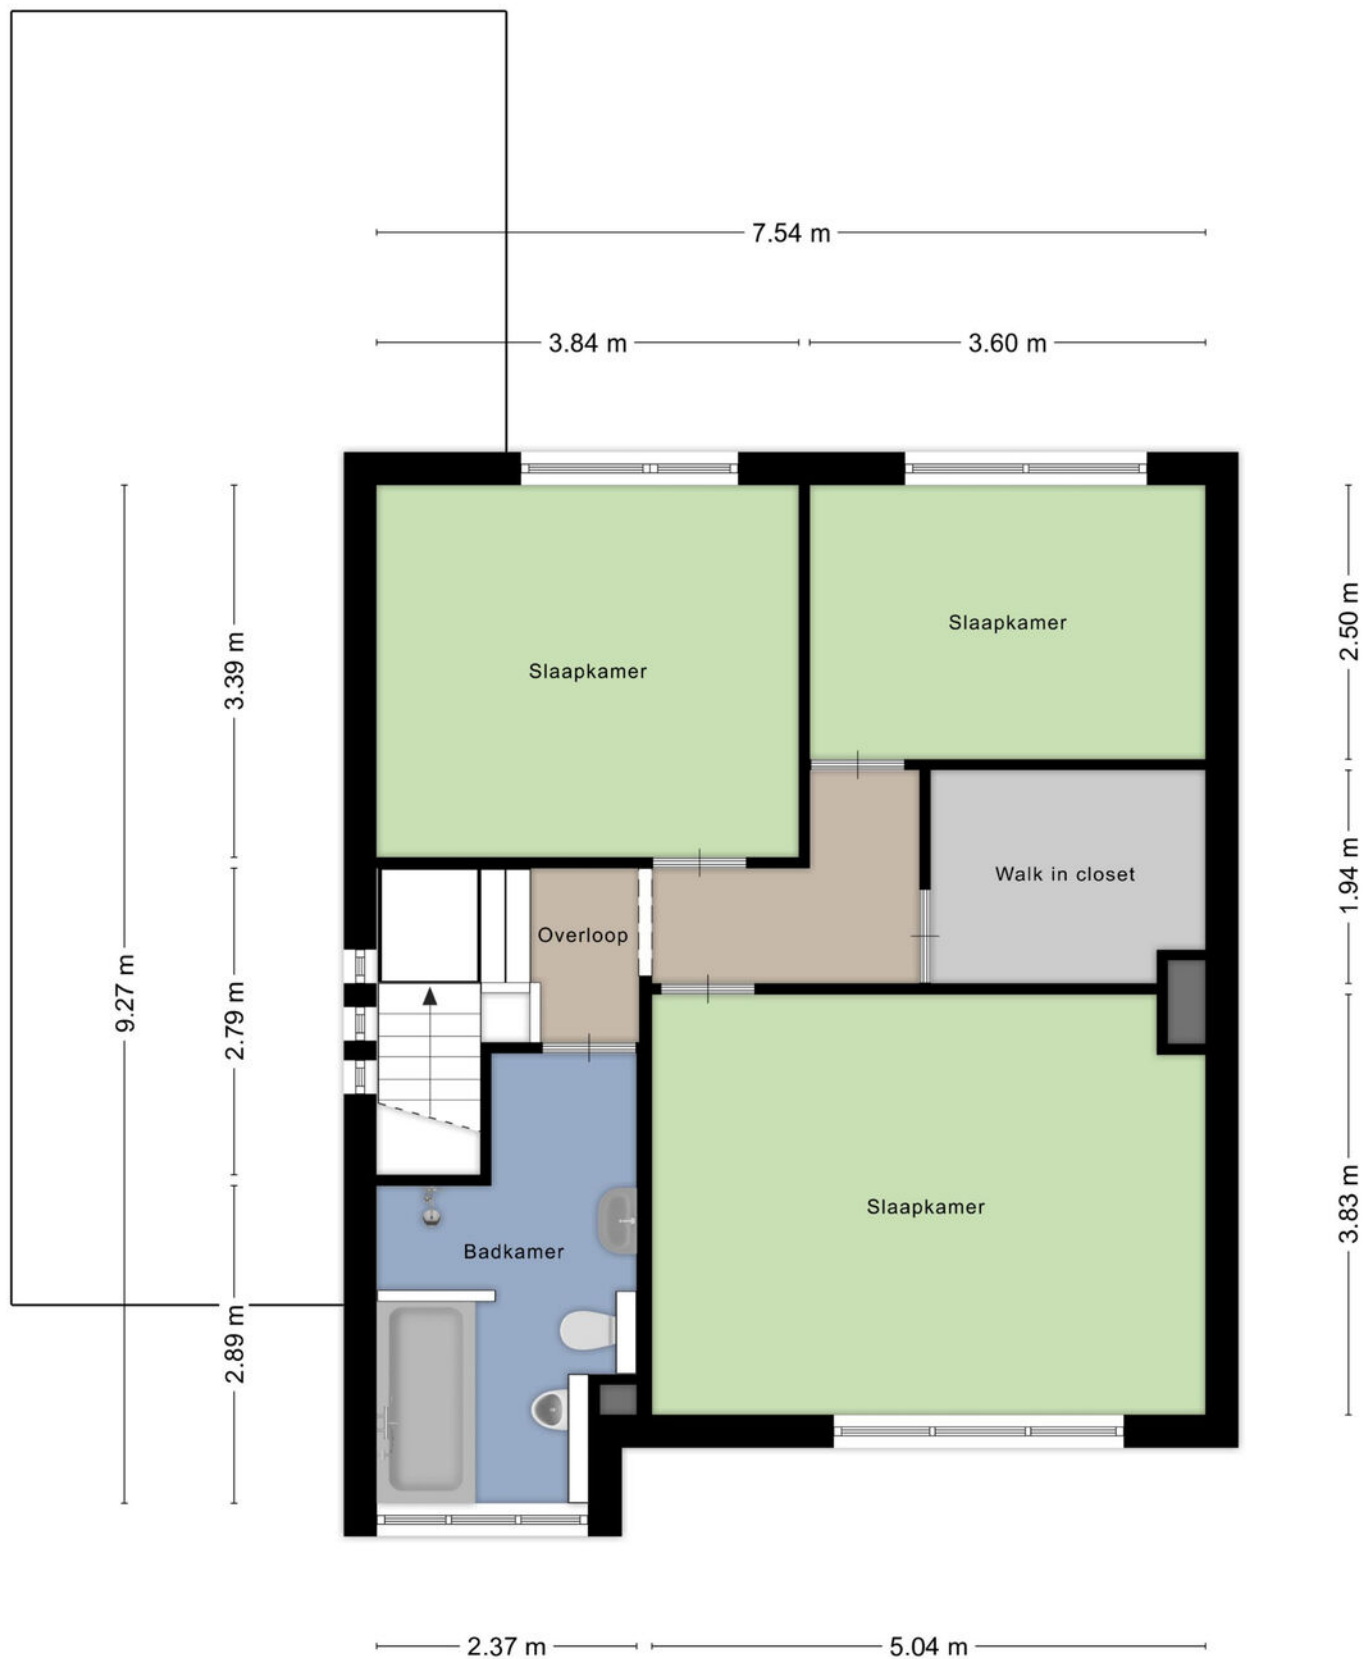 7.54 m
3.84 m
3.60 m
Slaapkamer
Slaapkamer
2.50 m
3.39 m
Walk in closet
1.94 m
Overloop
9.27 m
2.79 m
Slaapkamer
3.83 m
Badkamer
2.89 m
2.37 m
5.04 m